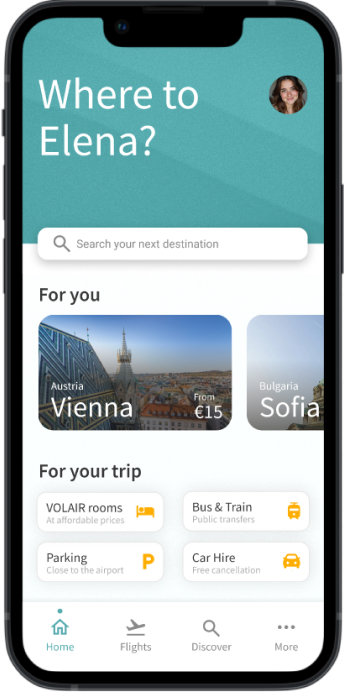 Where to
Elena?
Search your next destination
For you
Austria
Vienna
From
€15
Bulgaria
Sofia
For your trip
VOLAIR rooms
At affordable prices
Bus & Train
Public transfers
Parking
Close to the airport
P
Car Hire
Free cancellation
Home
Flights
Discover
More